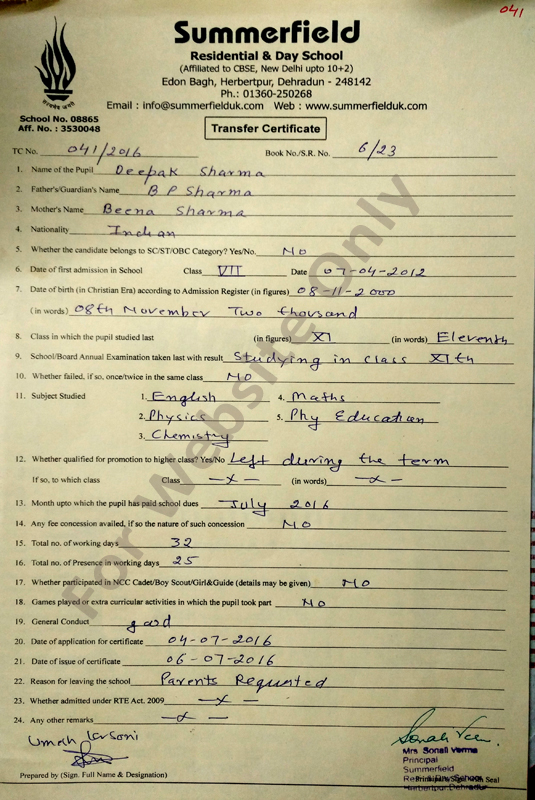 041
Summerfield
Residential & Day School
(Affiliated to CBSE, New Delhi upto 10+2)
Edon Bagh, Herbertpur, Dehradun - 248142
Ph.: 01360-250268
Email : info@summerfielduk.com Web : www.summerfielduk.com
School No. 08865
Aff. No. : 3530048
Transfer Certificate
TC No. 041/2016 Book No./S.R. No. 6/23
1. Name of the Pupil Deepak Sharma
2. Father's/Guardian's Name B P Sharma
3. Mother's Name Beena Sharma
4. Nationality Indian
5. Whether the candidate belongs to SC/ST/OBC Category? Yes/No. No
6. Date of first admission in School Class VII Date 07-04-2012
7. Date of birth (in Christian Era) according to Admission Register (in figures) 08-11-2000
(in words) 08th November Two thousand
8. Class in which the pupil studied last (in figures) XI (in words) Eleventh
9. School/Board Annual Examination taken last with result Studying in class XIth
10. Whether failed, if so, once/twice in the same class No
11. Subject Studied 1. English 4. Maths
2. Physics 5. Phy Education
3. Chemistry
12. Whether qualified for promotion to higher class? Yes/No Left during the term
If so, to which class Class -x- (in words) -x-
13. Month upto which the pupil has paid school dues July 2016
14. Any fee concession availed, if so the nature of such concession No
15. Total no. of working days 32
16. Total no. of Presence in working days 25
17. Whether participated in NCC Cadet/Boy Scout/Girl&Guide (details may be given) No
18. Games played or extra curricular activities in which the pupil took part No
19. General Conduct good
20. Date of application for certificate 04-07-2016
21. Date of issue of certificate 06-07-2016
22. Reason for leaving the school Parents Requested
23. Whether admitted under RTE Act. 2009 -x-
24. Any other remarks -x-
Umesh
Sonali
Mrs Sonali Verma
Principal
Summerfield
School
Herbertpur, Dehradun
Prepared by (Sign. Full Name & Designation) Seal
For Website Only